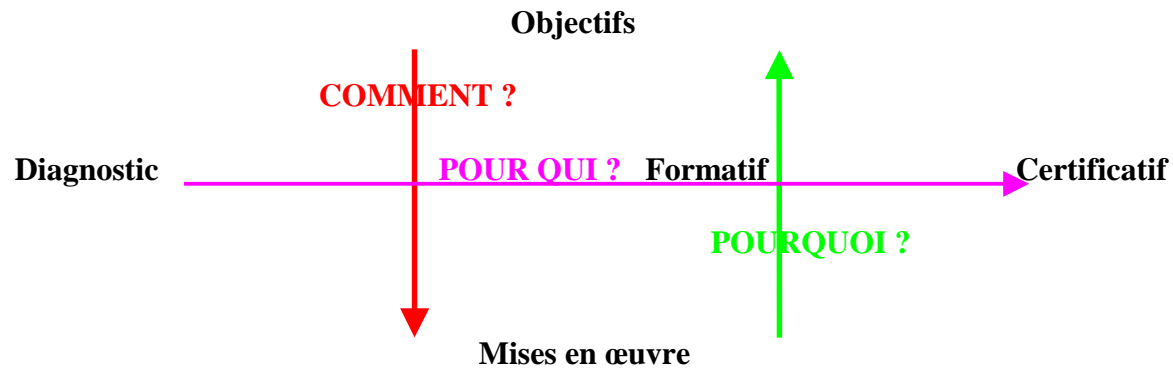 Objectifs
COMMENT ?
Diagnostic POUR QUI ? Formatif Certificatif
POURQUOI ?
Mises en œuvre